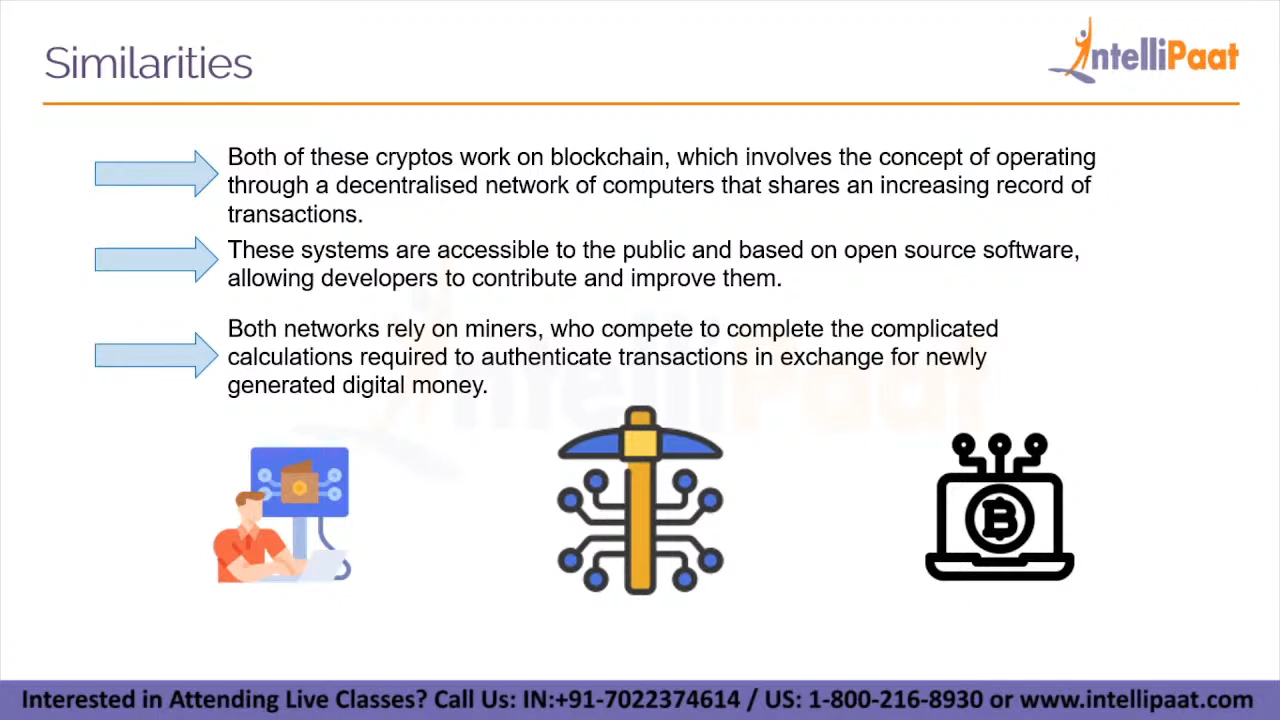 Similarities
IntelliPaat
Both of these cryptos work on blockchain, which involves the concept of operating
through a decentralised network of computers that shares an increasing record of
transactions.
These systems are accessible to the public and based on open source software,
allowing developers to contribute and improve them.
Both networks rely on miners, who compete to complete the complicated
calculations required to authenticate transactions in exchange for newly
generated digital money.
IntelliPaat
B
Interested in Attending Live Classes? Call Us: IN:+91-7022374614 / US: 1-800-216-8930 or www.intellipaat.com